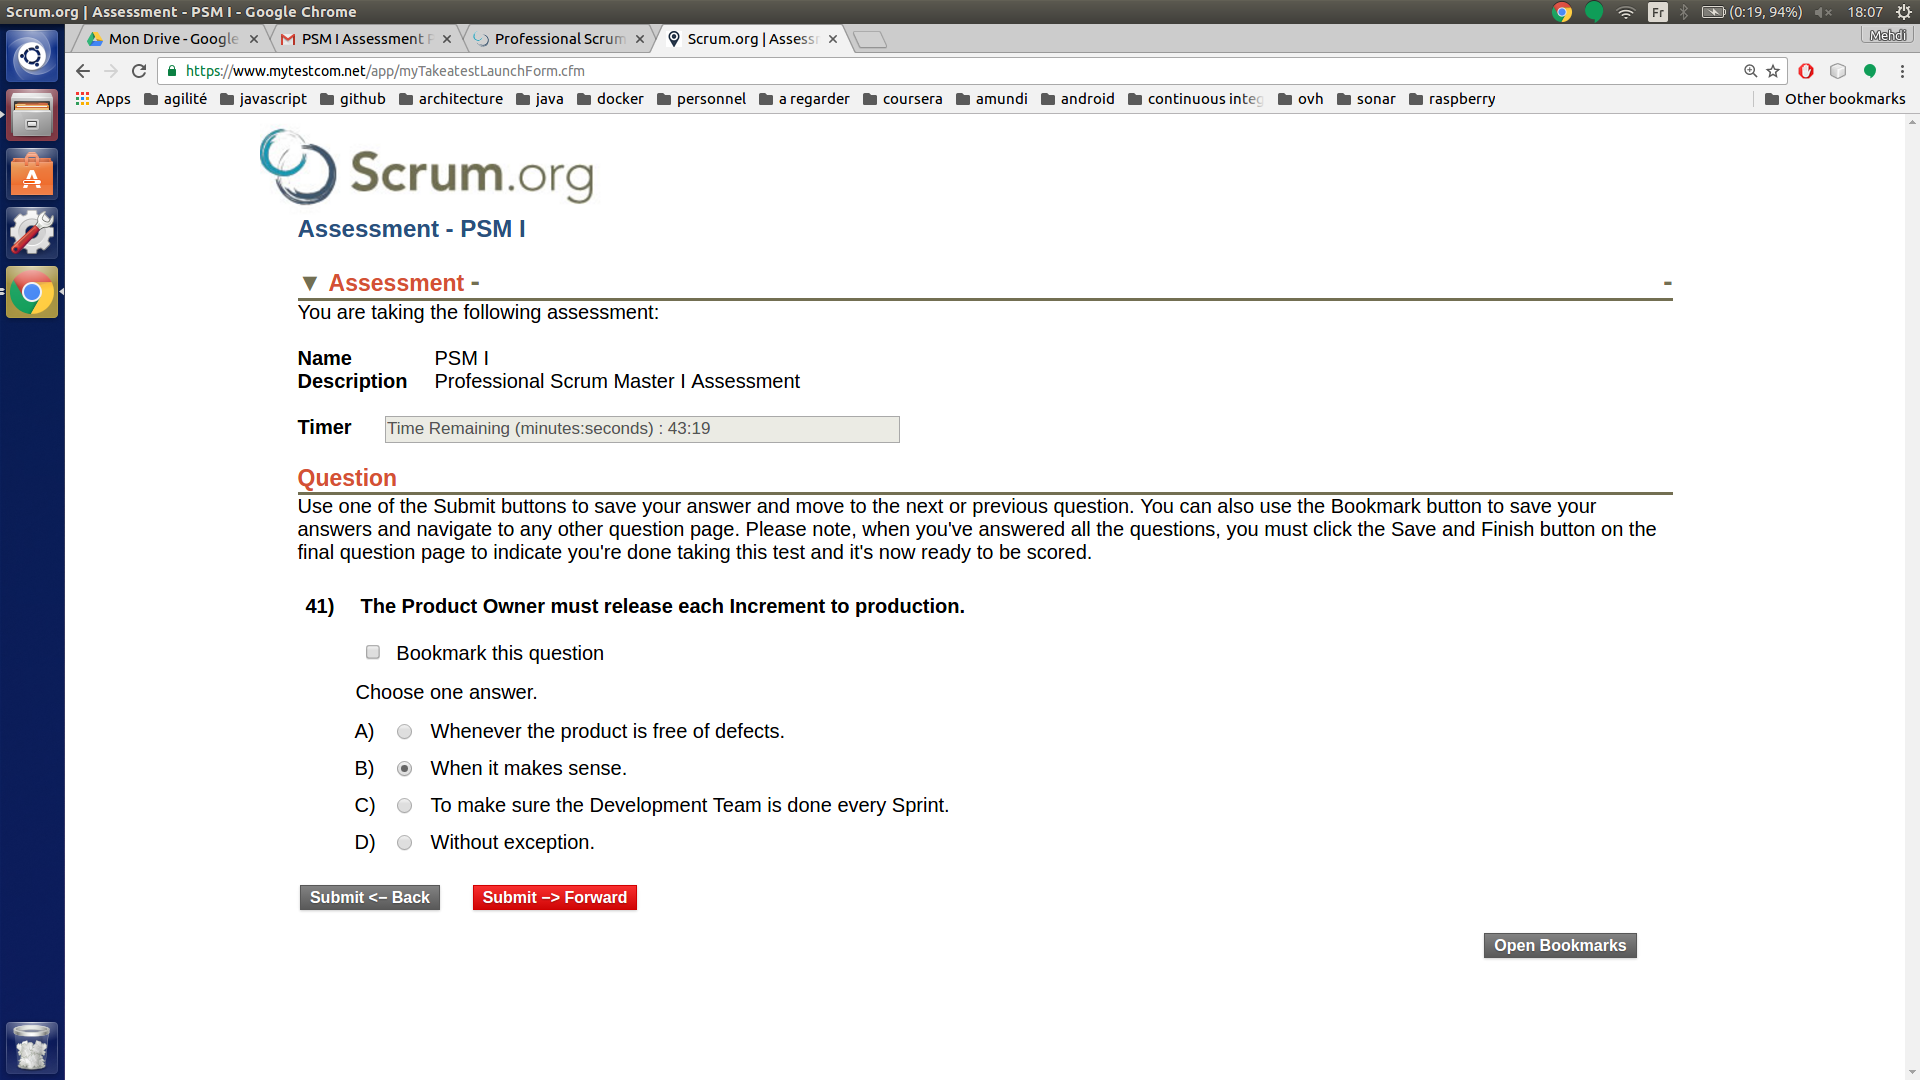 Scrum.org | Assessment - PSM I - Google Chrome
Fr
(0:19, 94%)
18:07
Mon Drive - Google
PSM I Assessment
Professional Scrum
Scrum.org | Assess
Mehdi
https://www.mytestcom.net/app/myTakeatestLaunchForm.cfm
Apps agilité javascript github architecture java docker personnel a regarder coursera amundi android continuous integ ovh sonar raspberry Other bookmarks
Scrum.org
Assessment - PSM I
▼ Assessment - -
You are taking the following assessment:
Name PSM I
Description Professional Scrum Master I Assessment
Timer Time Remaining (minutes:seconds) : 43:19
Question
Use one of the Submit buttons to save your answer and move to the next or previous question. You can also use the Bookmark button to save your
answers and navigate to any other question page. Please note, when you've answered all the questions, you must click the Save and Finish button on the
final question page to indicate you're done taking this test and it's now ready to be scored.
41) The Product Owner must release each Increment to production.
Bookmark this question
Choose one answer.
A) Whenever the product is free of defects.
B) When it makes sense.
C) To make sure the Development Team is done every Sprint.
D) Without exception.
Submit <– Back Submit –> Forward
Open Bookmarks